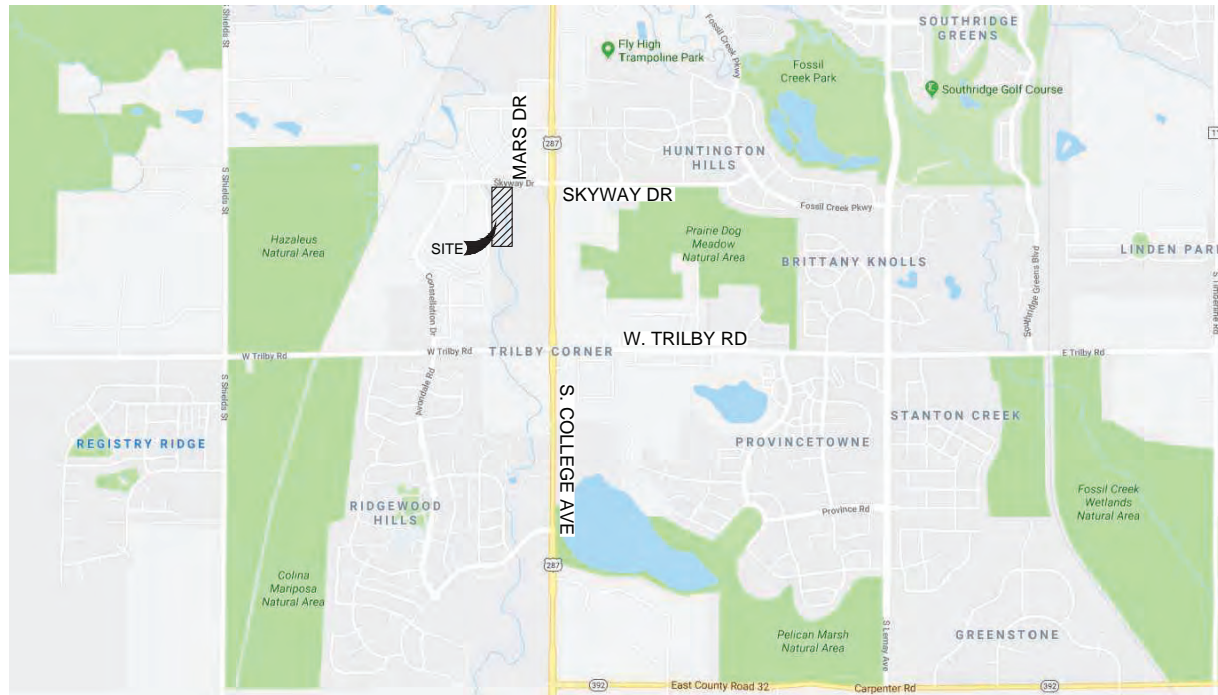 SOUTHRIDGE
GREENS
Fossil Creek Pkwy
Fly High
Trampoline Park
Fossil
Creek Park
Southridge Golf Course
MARS DR
287
HUNTINGTON
HILLS
S Shields St
Skyway Dr
SKYWAY DR
Fossil Creek Pkwy
SITE
Hazaleus
Natural Area
Prairie Dog
Meadow
Natural Area
BRITTANY KNOLLS
LINDEN PARK
Southridge Greens Blvd
S Timberline Rd
Constellation Dr
W. TRILBY RD
W Trilby Rd
W Trilby Rd
TRILBY CORNER
E Trilby Rd
S Shields St
Avondale Rd
S. COLLEGE AVE
REGISTRY RIDGE
PROVINCETOWNE
STANTON CREEK
RIDGEWOOD
HILLS
Province Rd
Fossil Creek
Wetlands
Natural Area
287
Colina
Mariposa
Natural Area
Pelican Marsh
Natural Area
S Lemay Ave
GREENSTONE
392
East County Road 32
Carpenter Rd
392